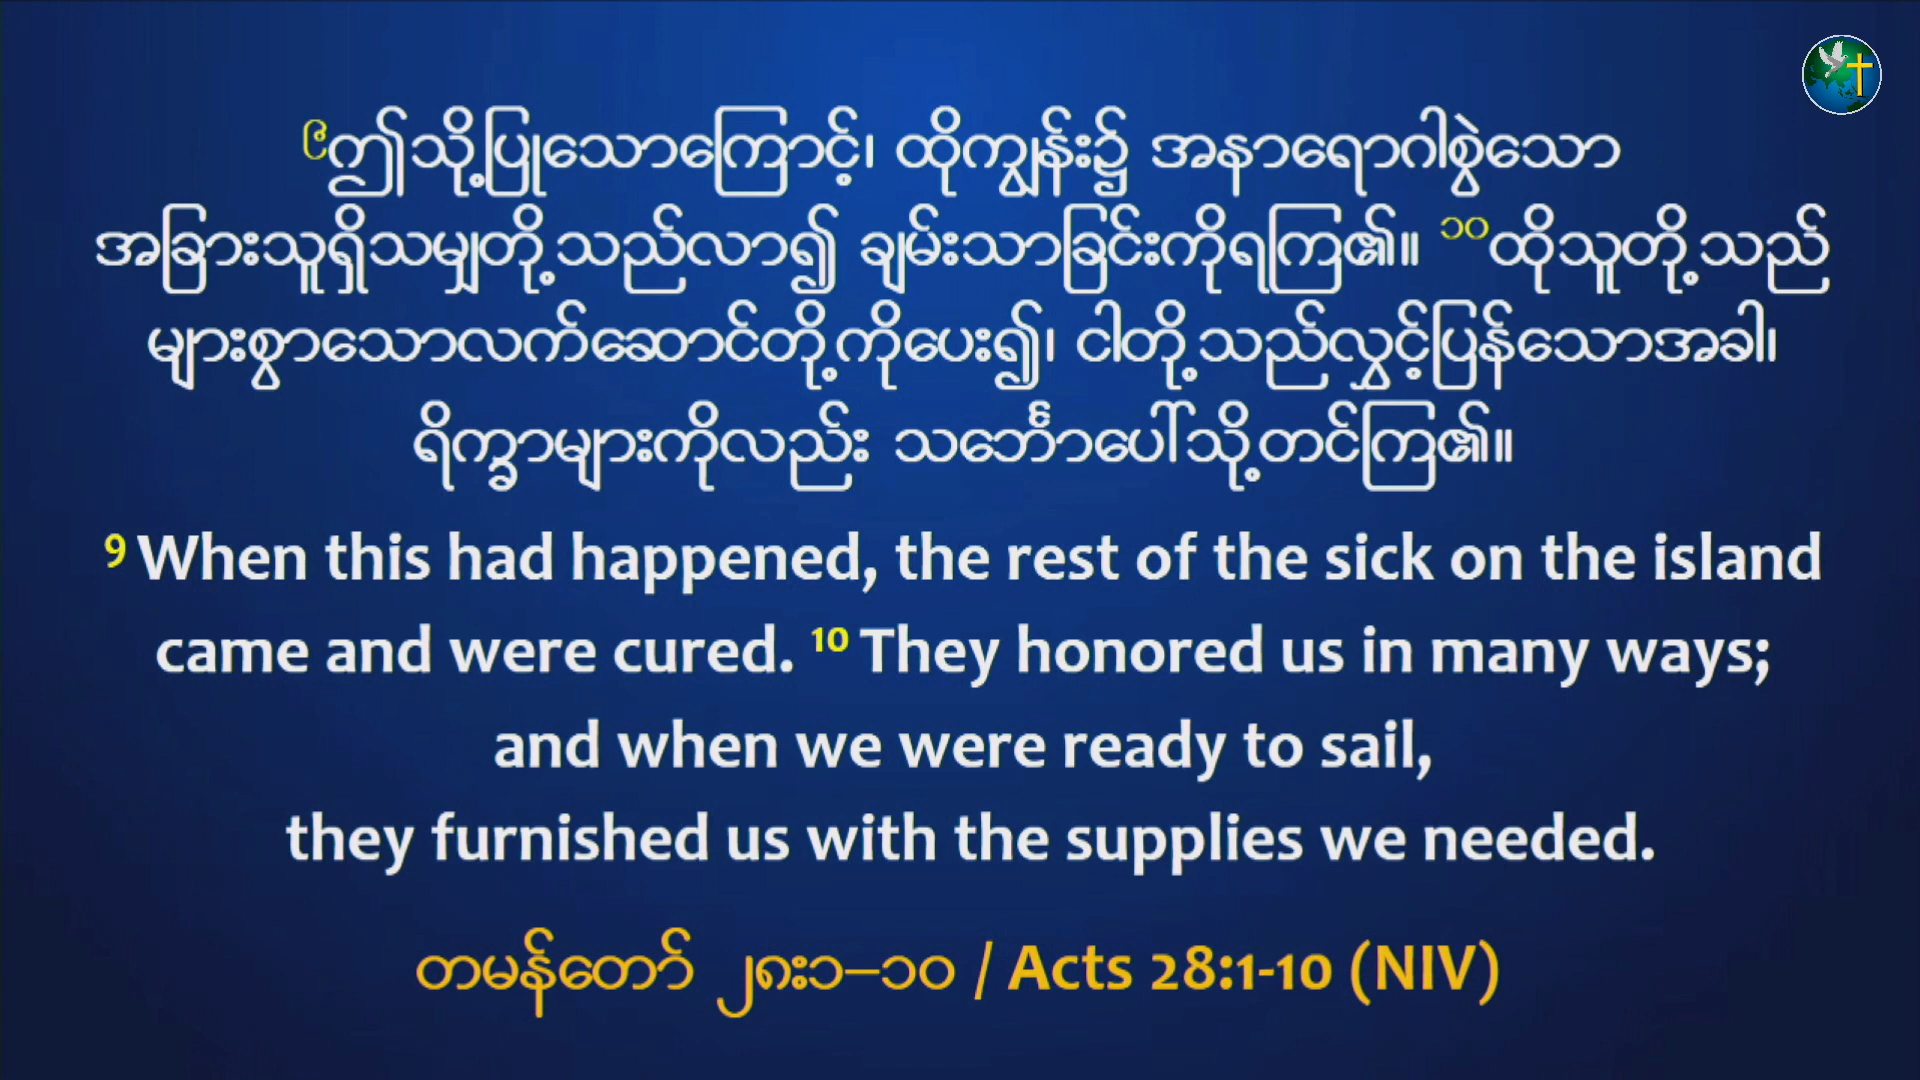 ၉ဤသို့ပြုသောကြောင့်၊ ထိုကျွန်း၌ အနာရောဂါစွဲသော
အခြားသူရှိသမျှတို့သည်လာ၍ ချမ်းသာခြင်းကိုရကြ၏။ ၁၀ထိုသူတို့သည်
များစွာသောလက်ဆောင်တို့ကိုပေး၍၊ ငါတို့သည်လွှင့်ပြန်သောအခါ၊
ရိက္ခာများကိုလည်း သင်္ဘောပေါ်သို့တင်ကြ၏။
9 When this had happened, the rest of the sick on the island
came and were cured. 10 They honored us in many ways;
and when we were ready to sail,
they furnished us with the supplies we needed.
တမန်တော် ၂၈း၁–၁၀ / Acts 28:1-10 (NIV)